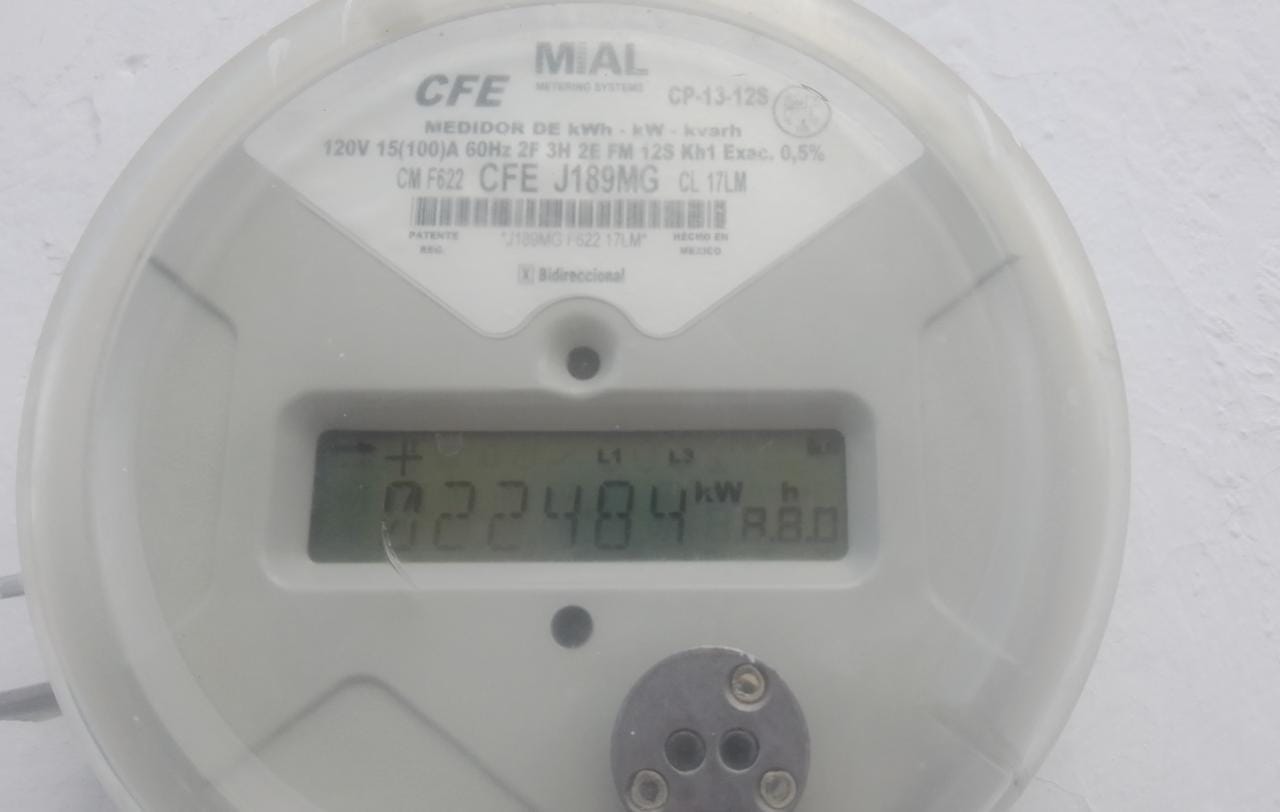 MIAL
METERING SYSTEMS
CFE
CP-13-12S
MEDIDOR DE kWh - kW - kvarh
120V 15(100)A 60Hz 2F 3H 2E FM 12S Kh1 Exac. 0,5%
CM F622 CFE J189MG CL 17LM
PATENTE REG.
*J189MG F622 17LM*
HECHO EN MEXICO
X Bidireccional
L1 L3
022484 kW h
8.8.0